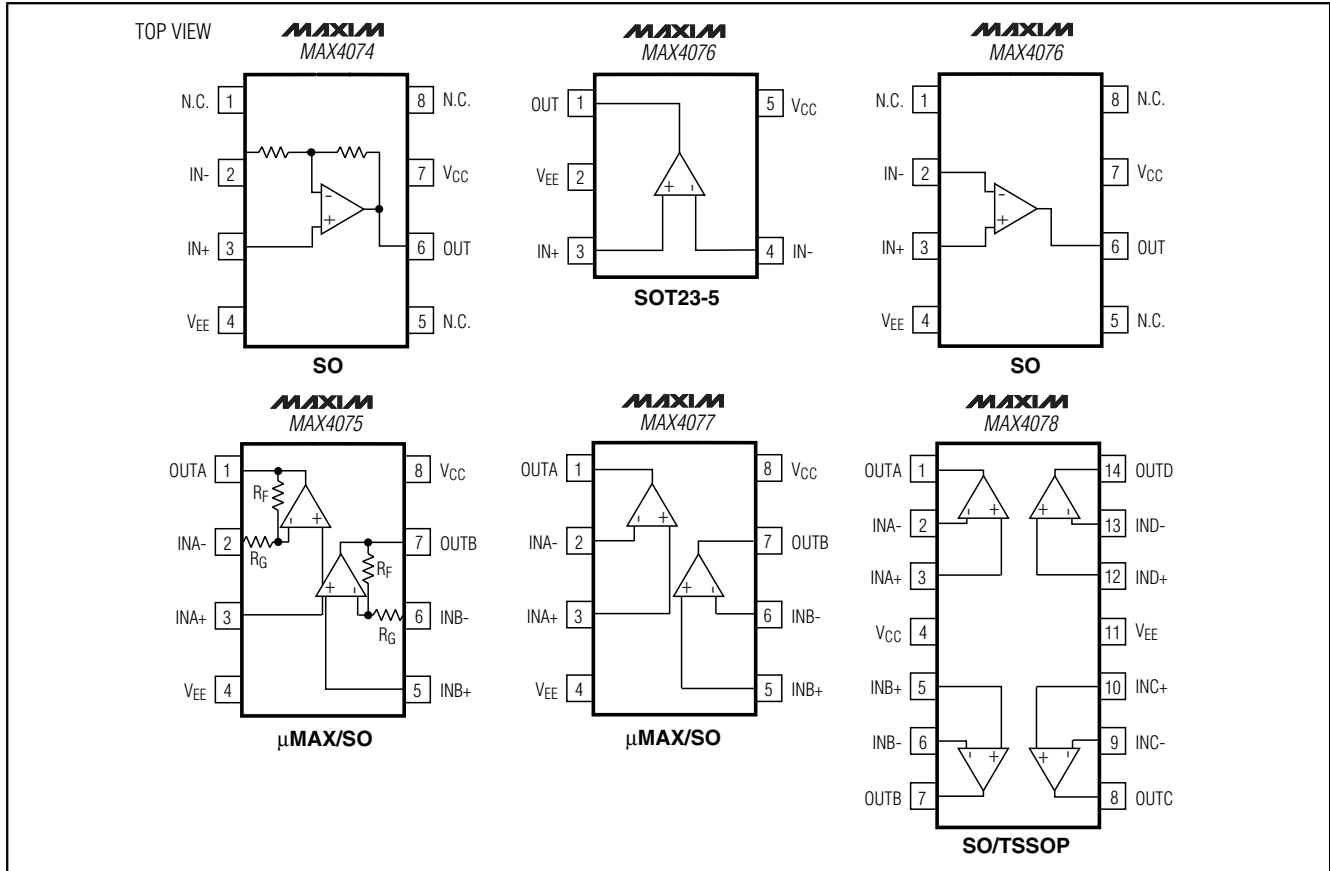 TOP VIEW
MAXIM
MAX4074
N.C. 1
8 N.C.
IN- 2
7 VCC
-
+
IN+ 3
6 OUT
VEE 4
5 N.C.
SO
MAXIM
MAX4076
OUT 1
5 VCC
VEE 2
+ -
IN+ 3
4 IN-
SOT23-5
MAXIM
MAX4076
N.C. 1
8 N.C.
IN- 2
7 VCC
-
+
IN+ 3
6 OUT
VEE 4
5 N.C.
SO
MAXIM
MAX4075
OUTA 1
8 VCC
RF
- +
INA- 2
7 OUTB
RG
RF
+ -
INA+ 3
6 INB-
RG
VEE 4
5 INB+
μMAX/SO
MAXIM
MAX4077
OUTA 1
8 VCC
- +
INA- 2
7 OUTB
+ -
INA+ 3
6 INB-
VEE 4
5 INB+
μMAX/SO
MAXIM
MAX4078
OUTA 1
14 OUTD
- +
+ -
INA- 2
13 IND-
INA+ 3
12 IND+
VCC 4
11 VEE
INB+ 5
10 INC+
INB- 6
9 INC-
- +
+ -
OUTB 7
8 OUTC
SO/TSSOP